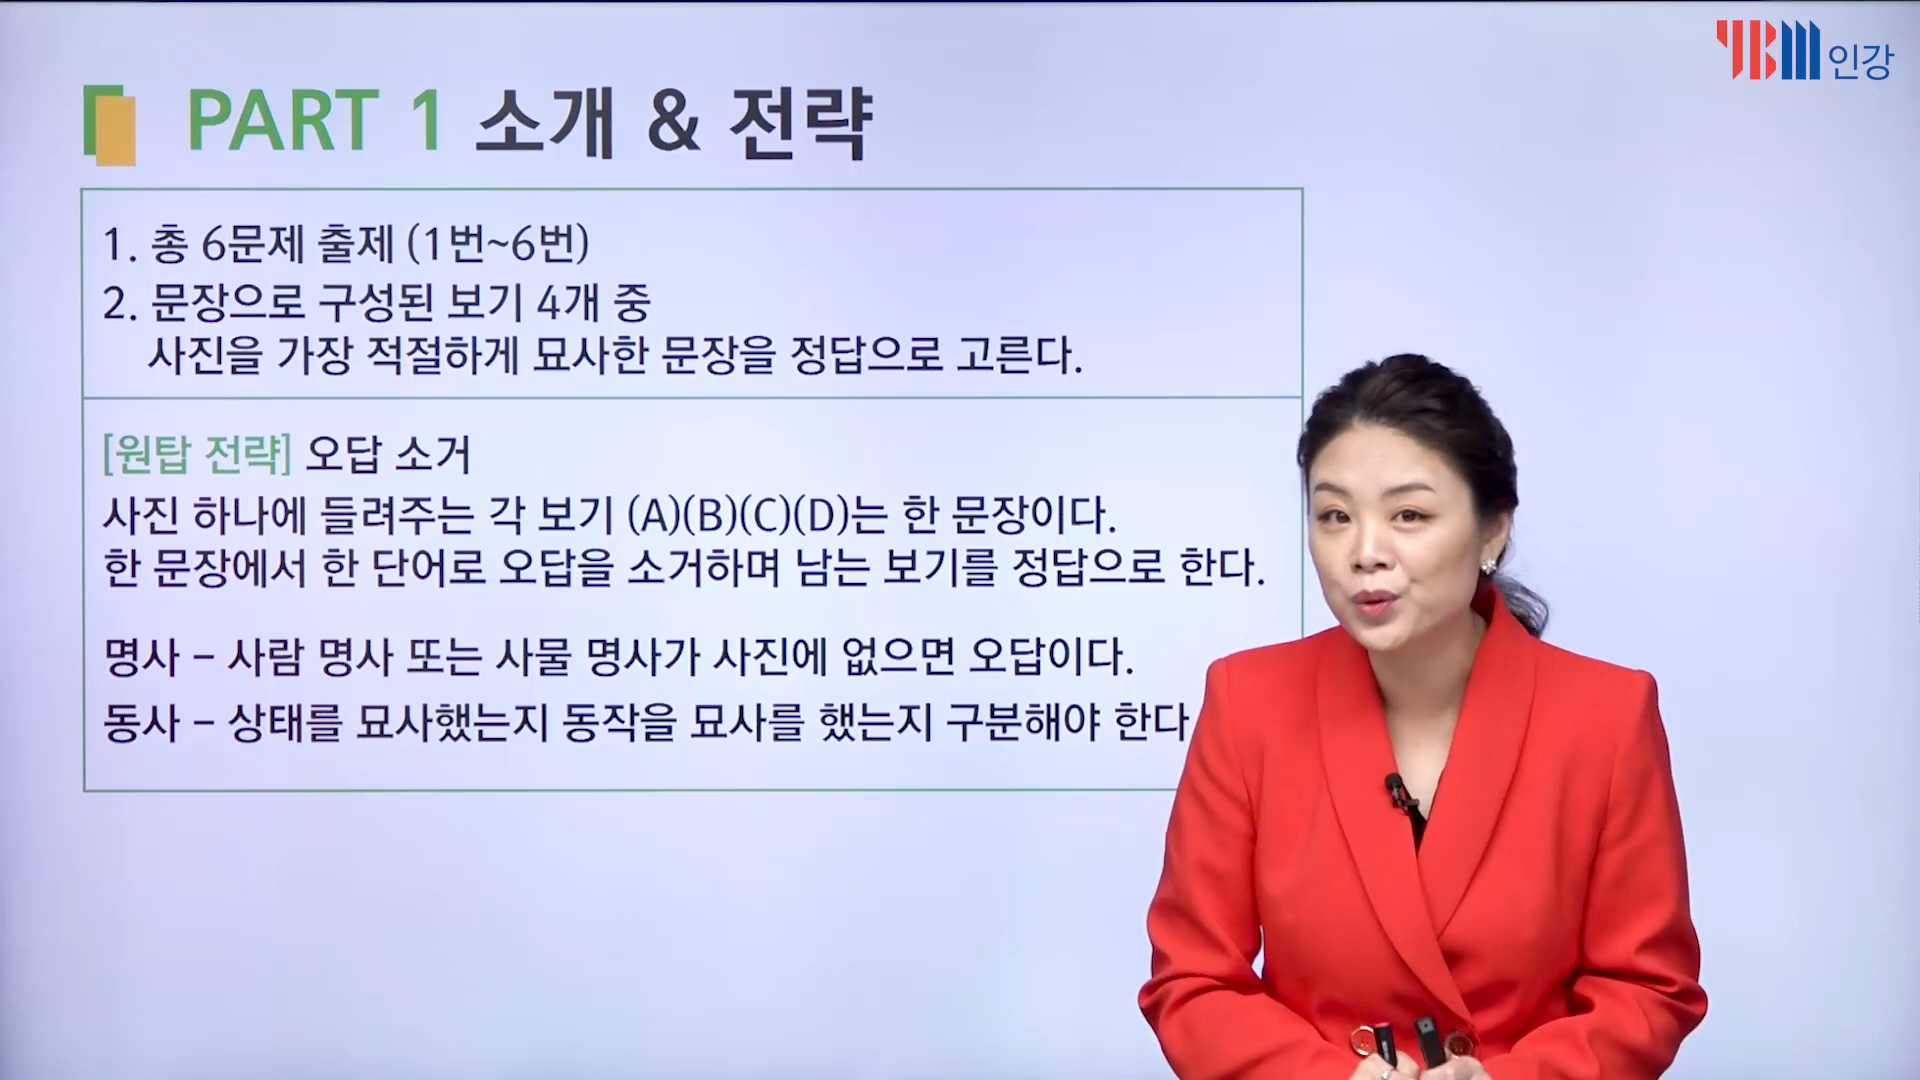 YBM 인강
PART 1 소개 & 전략
1. 총 6문제 출제 (1번~6번)
2. 문장으로 구성된 보기 4개 중
사진을 가장 적절하게 묘사한 문장을 정답으로 고른다.
[원탑 전략] 오답 소거
사진 하나에 들려주는 각 보기 (A)(B)(C)(D)는 한 문장이다.
한 문장에서 한 단어로 오답을 소거하며 남는 보기를 정답으로 한다.
명사 – 사람 명사 또는 사물 명사가 사진에 없으면 오답이다.
동사 – 상태를 묘사했는지 동작을 묘사를 했는지 구분해야 한다